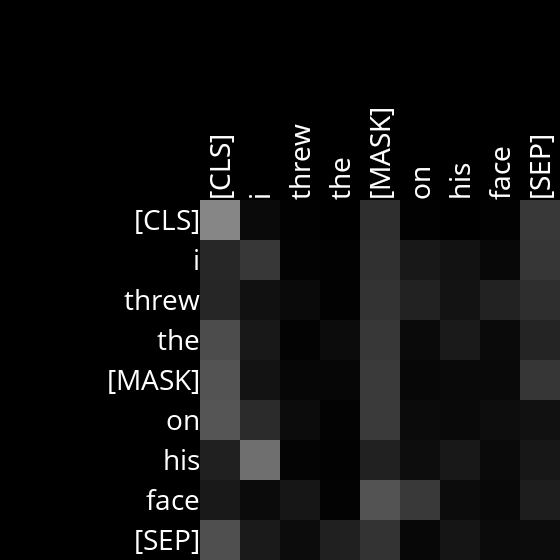 [CLS] i threw the [MASK] on his face [SEP]
[CLS]
i
threw
the
[MASK]
on
his
face
[SEP]